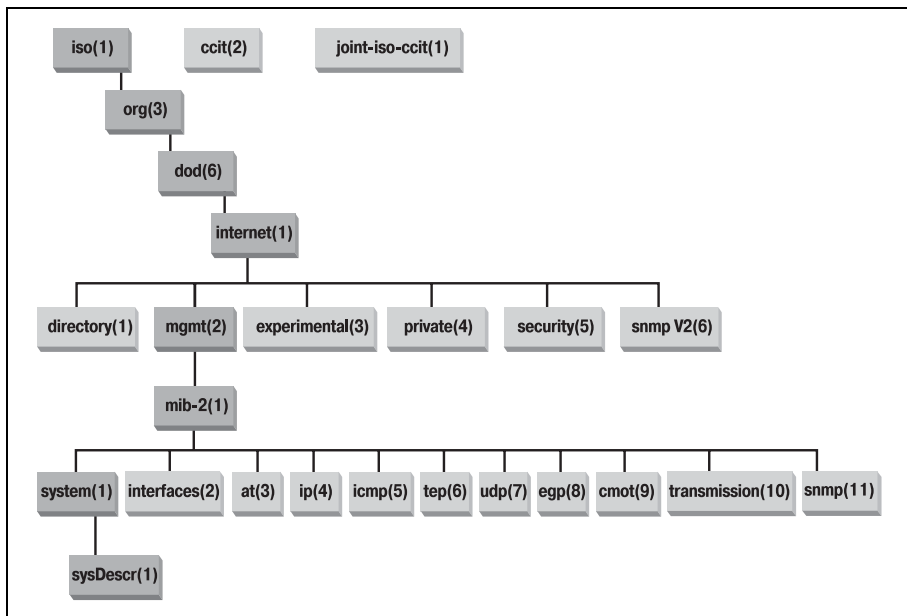 iso(1) ccit(2) joint-iso-ccit(1)
org(3)
dod(6)
internet(1)
directory(1) mgmt(2) experimental(3) private(4) security(5) snmp V2(6)
mib-2(1)
system(1) interfaces(2) at(3) ip(4) icmp(5) tep(6) udp(7) egp(8) cmot(9) transmission(10) snmp(11)
sysDescr(1)